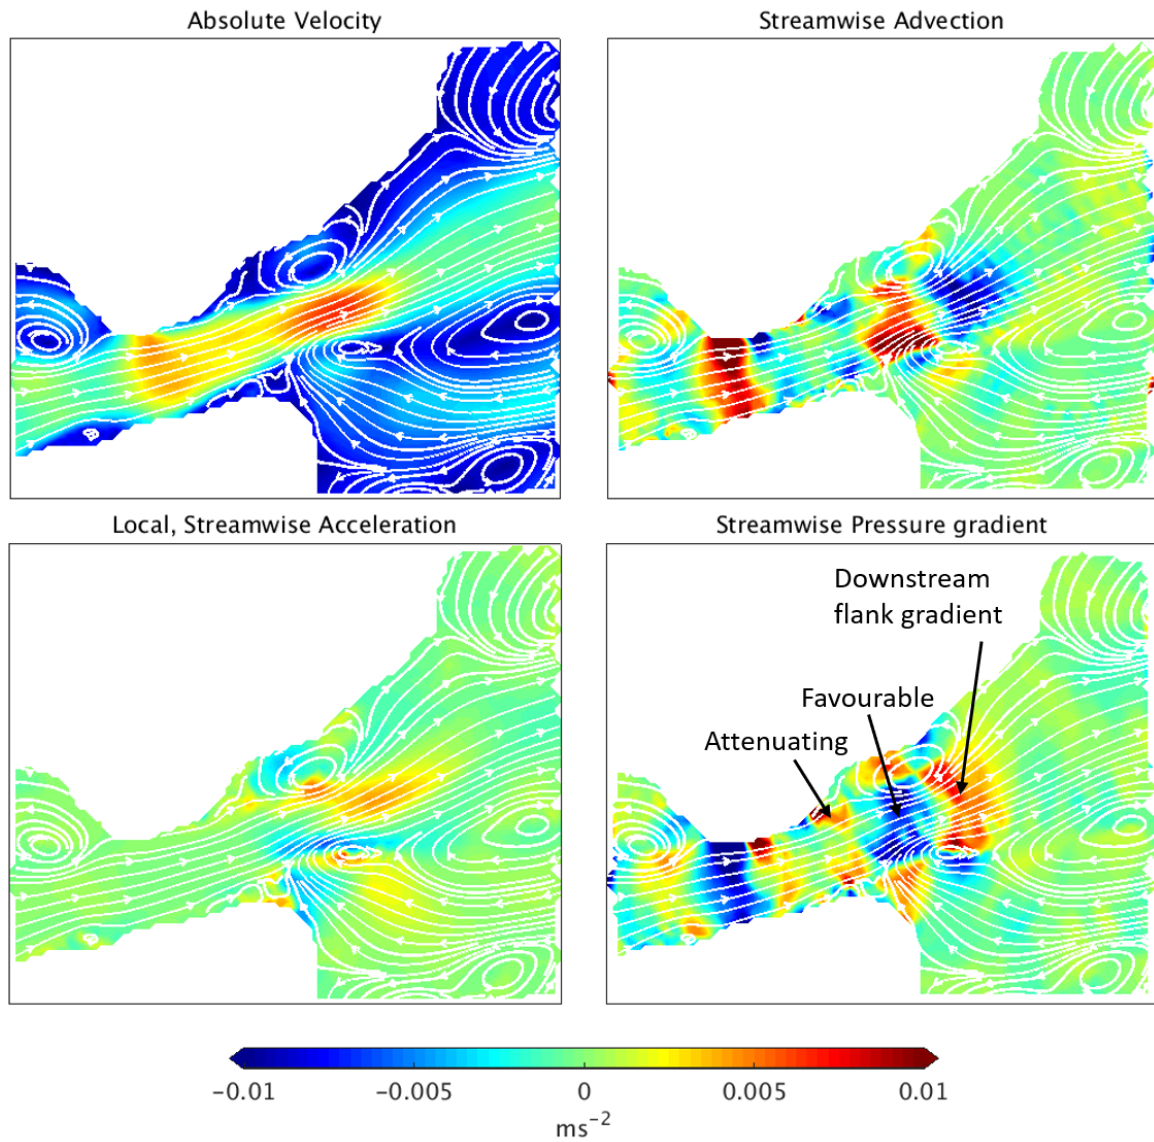 Absolute Velocity
Streamwise Advection
Local, Streamwise Acceleration
Streamwise Pressure gradient
Downstream
flank gradient
Favourable
Attenuating
−0.01 −0.005 0 0.005 0.01
ms⁻²